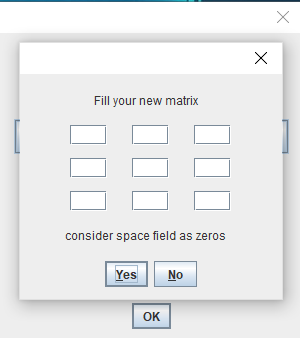 Fill your new matrix
consider space field as zeros
Yes No
OK